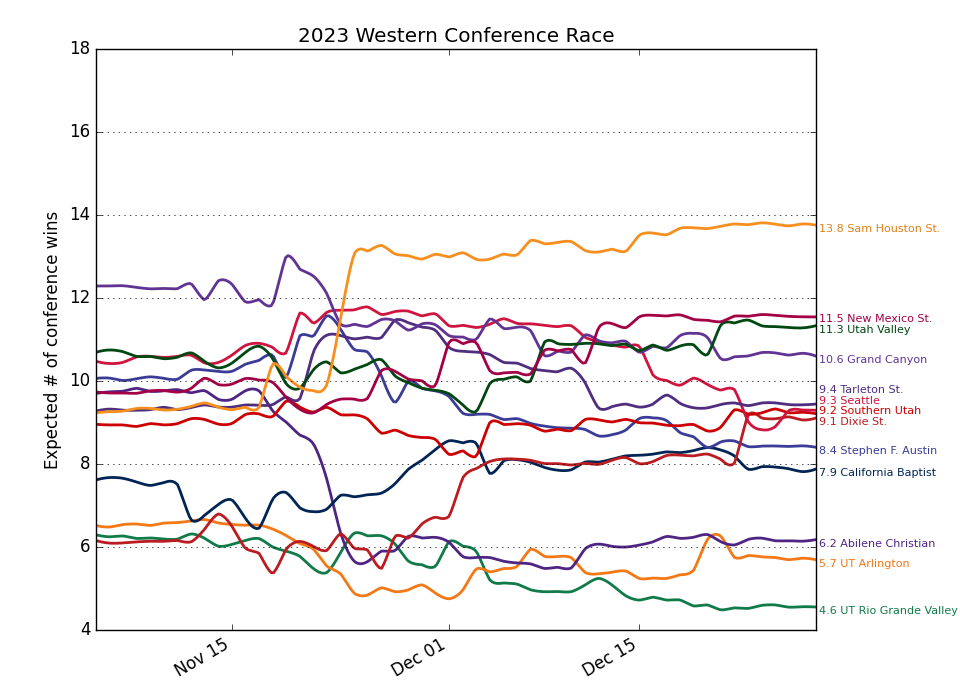 2023 Western Conference Race
Expected # of conference wins
18
16
14
12
10
8
6
4
Nov 15
Dec 01
Dec 15
13.8 Sam Houston St.
11.5 New Mexico St.
11.3 Utah Valley
10.6 Grand Canyon
9.4 Tarleton St.
9.3 Seattle
9.2 Southern Utah
9.1 Dixie St.
8.4 Stephen F. Austin
7.9 California Baptist
6.2 Abilene Christian
5.7 UT Arlington
4.6 UT Rio Grande Valley